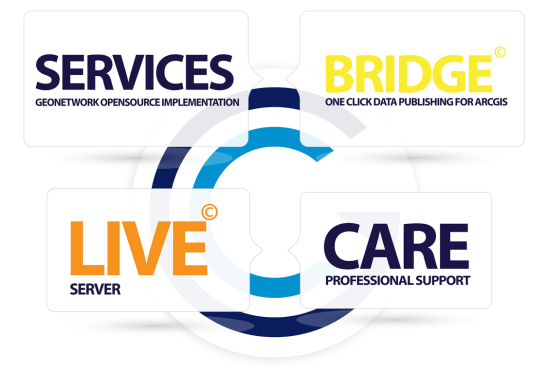 SERVICES
GEONETWORK OPENSOURCE IMPLEMENTATION
BRIDGE©
ONE CLICK DATA PUBLISHING FOR ARCGIS
LIVE©
SERVER
CARE
PROFESSIONAL SUPPORT